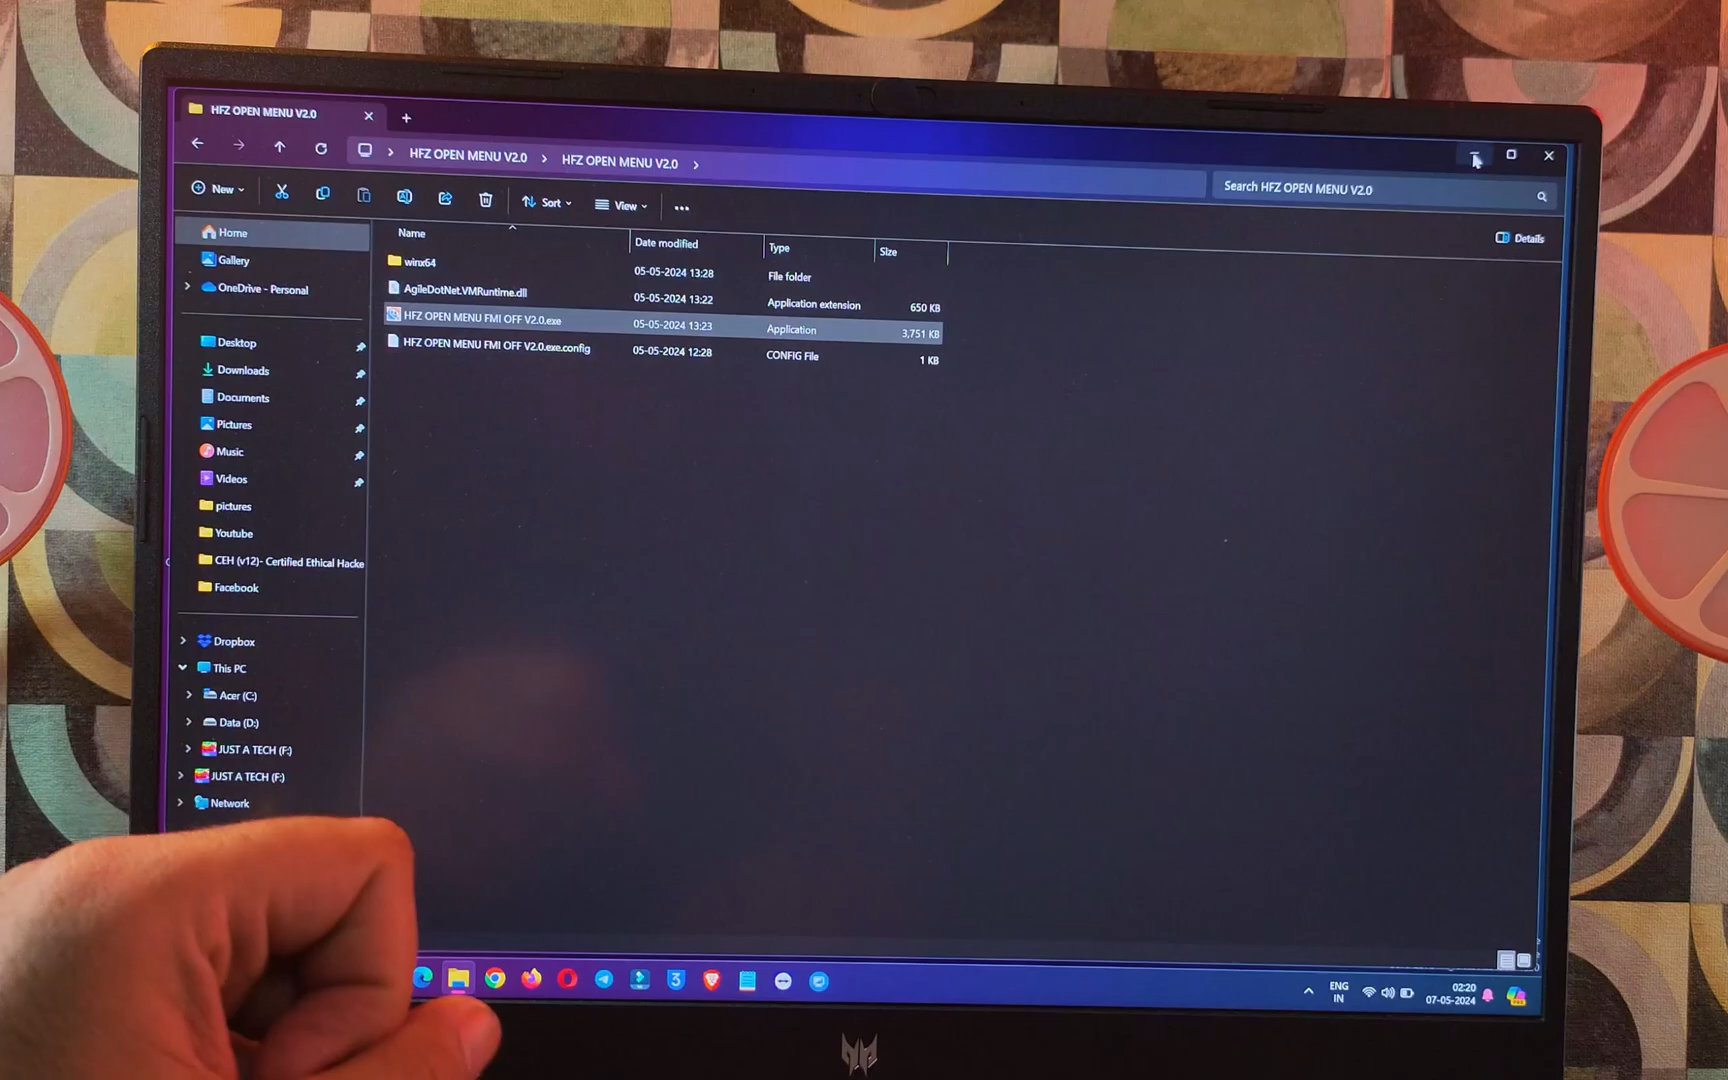 HFZ OPEN MENU V2.0
HFZ OPEN MENU V2.0 HFZ OPEN MENU V2.0
Search HFZ OPEN MENU V2.0
New Sort View
Details
Name Date modified Type Size
winx64 05-05-2024 13:28 File folder
AgileDotNet.VMRuntime.dll 05-05-2024 13:22 Application extension 650 KB
HFZ OPEN MENU FMI OFF V2.0.exe 05-05-2024 13:23 Application 3,751 KB
HFZ OPEN MENU FMI OFF V2.0.exe.config 05-05-2024 12:28 CONFIG File 1 KB
Home
Gallery
OneDrive - Personal
Desktop
Downloads
Documents
Pictures
Music
Videos
pictures
Youtube
CEH (v12)- Certified Ethical Hacke
Facebook
Dropbox
This PC
Acer (C:)
Data (D:)
JUST A TECH (F:)
JUST A TECH (F:)
Network
3
ENG
IN
02:20
07-05-2024